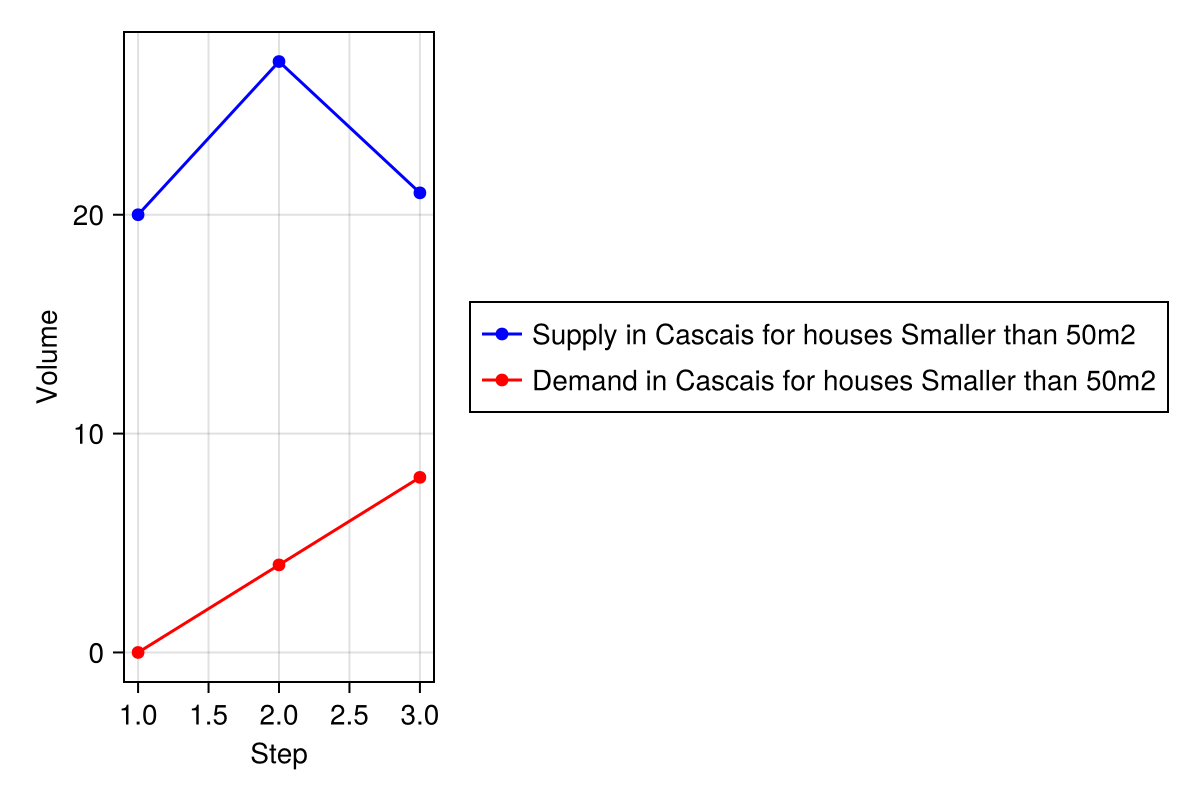 Volume
20
10
0
1.0 1.5 2.0 2.5 3.0
Step
Supply in Cascais for houses Smaller than 50m2
Demand in Cascais for houses Smaller than 50m2